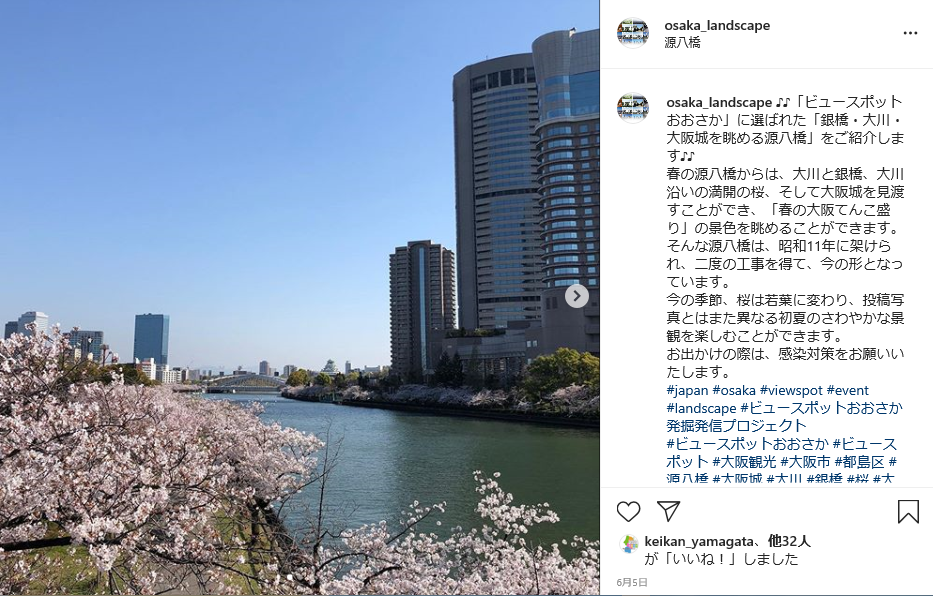 osaka_landscape
源八橋
osaka_landscape ♪♪「ビュースポット
おおさか」に選ばれた「銀橋・大川・
大阪城を眺める源八橋」をご紹介しま
す♪♪
春の源八橋からは、大川と銀橋、大川
沿いの満開の桜、そして大阪城を見渡
すことができ、「春の大阪てんこ盛
り」の景色を眺めることができます。
そんな源八橋は、昭和11年に架けら
れ、二度の工事を得て、今の形となっ
ています。
今の季節、桜は若葉に変わり、投稿写
真とはまた異なる初夏のさわやかな景
観を楽しむことができます。
お出かけの際は、感染対策をお願いい
たします。
#japan #osaka #viewspot #event
#landscape #ビュースポットおおさか
発掘発信プロジェクト
#ビュースポットおおさか #ビュース
ポット #大阪観光 #大阪市 #都島区 #
源八橋 #大阪城 #大川 #銀橋 #桜 #大
keikan_yamagata、他32人
が「いいね！」しました
6月5日